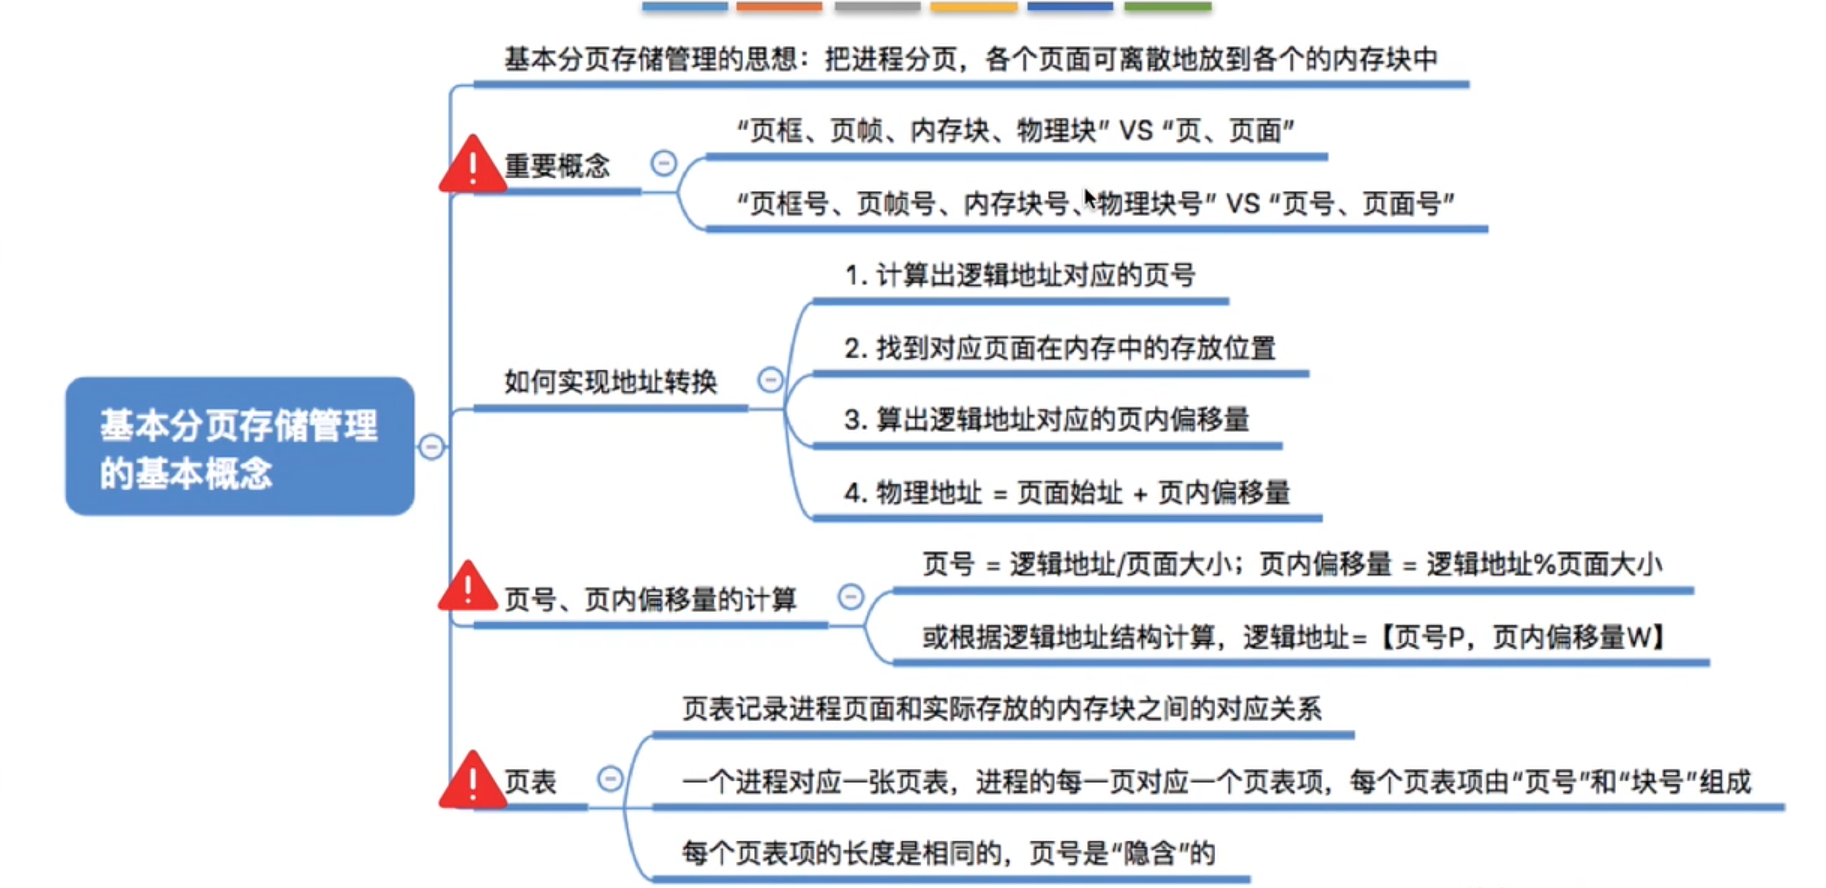 基本分页存储管理的思想：把进程分页，各个页面可离散地放到各个的内存块中
“页框、页帧、内存块、物理块” VS “页、页面”
重要概念
“页框号、页帧号、内存块号、物理块号” VS “页号、页面号”
1. 计算出逻辑地址对应的页号
2. 找到对应页面在内存中的存放位置
如何实现地址转换
3. 算出逻辑地址对应的页内偏移量
基本分页存储管理
的基本概念
4. 物理地址 = 页面始址 + 页内偏移量
页号 = 逻辑地址/页面大小；页内偏移量 = 逻辑地址%页面大小
页号、页内偏移量的计算
或根据逻辑地址结构计算，逻辑地址=【页号P，页内偏移量W】
页表记录进程页面和实际存放的内存块之间的对应关系
页表
一个进程对应一张页表，进程的每一页对应一个页表项，每个页表项由“页号”和“块号”组成
每个页表项的长度是相同的，页号是“隐含”的